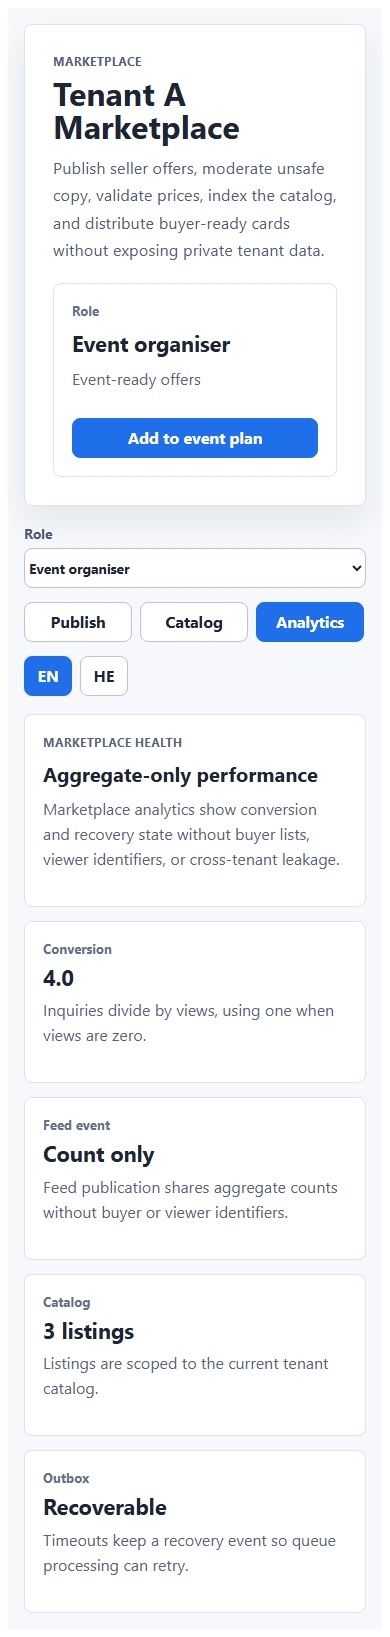 MARKETPLACE
Tenant A
Marketplace
Publish seller offers, moderate unsafe
copy, validate prices, index the catalog,
and distribute buyer-ready cards
without exposing private tenant data.
Role
Event organiser
Event-ready offers
Add to event plan
Role
Event organiser
Publish Catalog Analytics
EN HE
MARKETPLACE HEALTH
Aggregate-only performance
Marketplace analytics show conversion
and recovery state without buyer lists,
viewer identifiers, or cross-tenant leakage.
Conversion
4.0
Inquiries divide by views, using one when
views are zero.
Feed event
Count only
Feed publication shares aggregate counts
without buyer or viewer identifiers.
Catalog
3 listings
Listings are scoped to the current tenant
catalog.
Outbox
Recoverable
Timeouts keep a recovery event so queue
processing can retry.